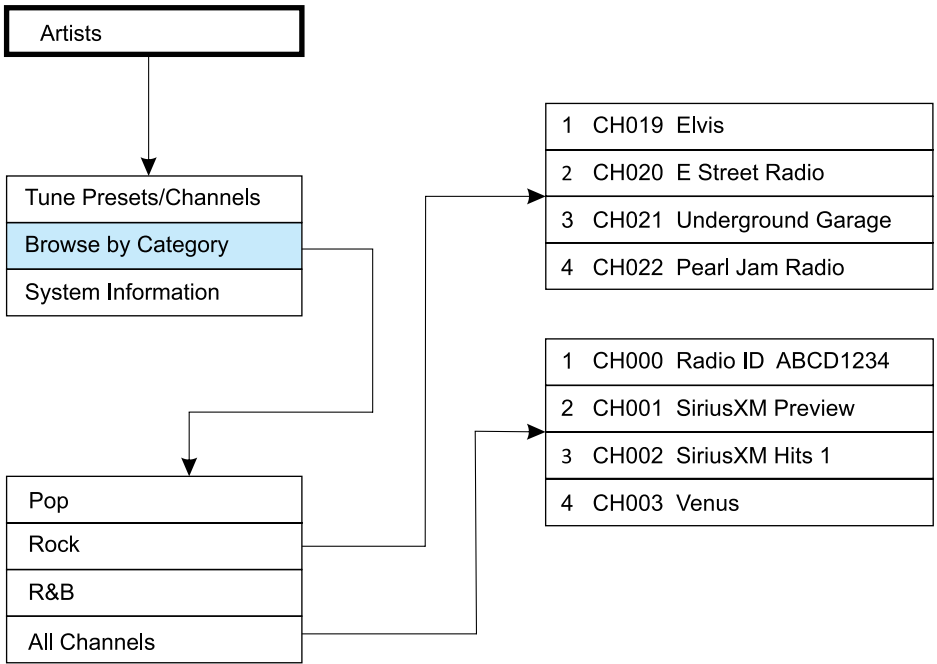 Artists
Tune Presets/Channels
Browse by Category
System Information
Pop
Rock
R&B
All Channels
1 CH019 Elvis
2 CH020 E Street Radio
3 CH021 Underground Garage
4 CH022 Pearl Jam Radio
1 CH000 Radio ID ABCD1234
2 CH001 SiriusXM Preview
3 CH002 SiriusXM Hits 1
4 CH003 Venus